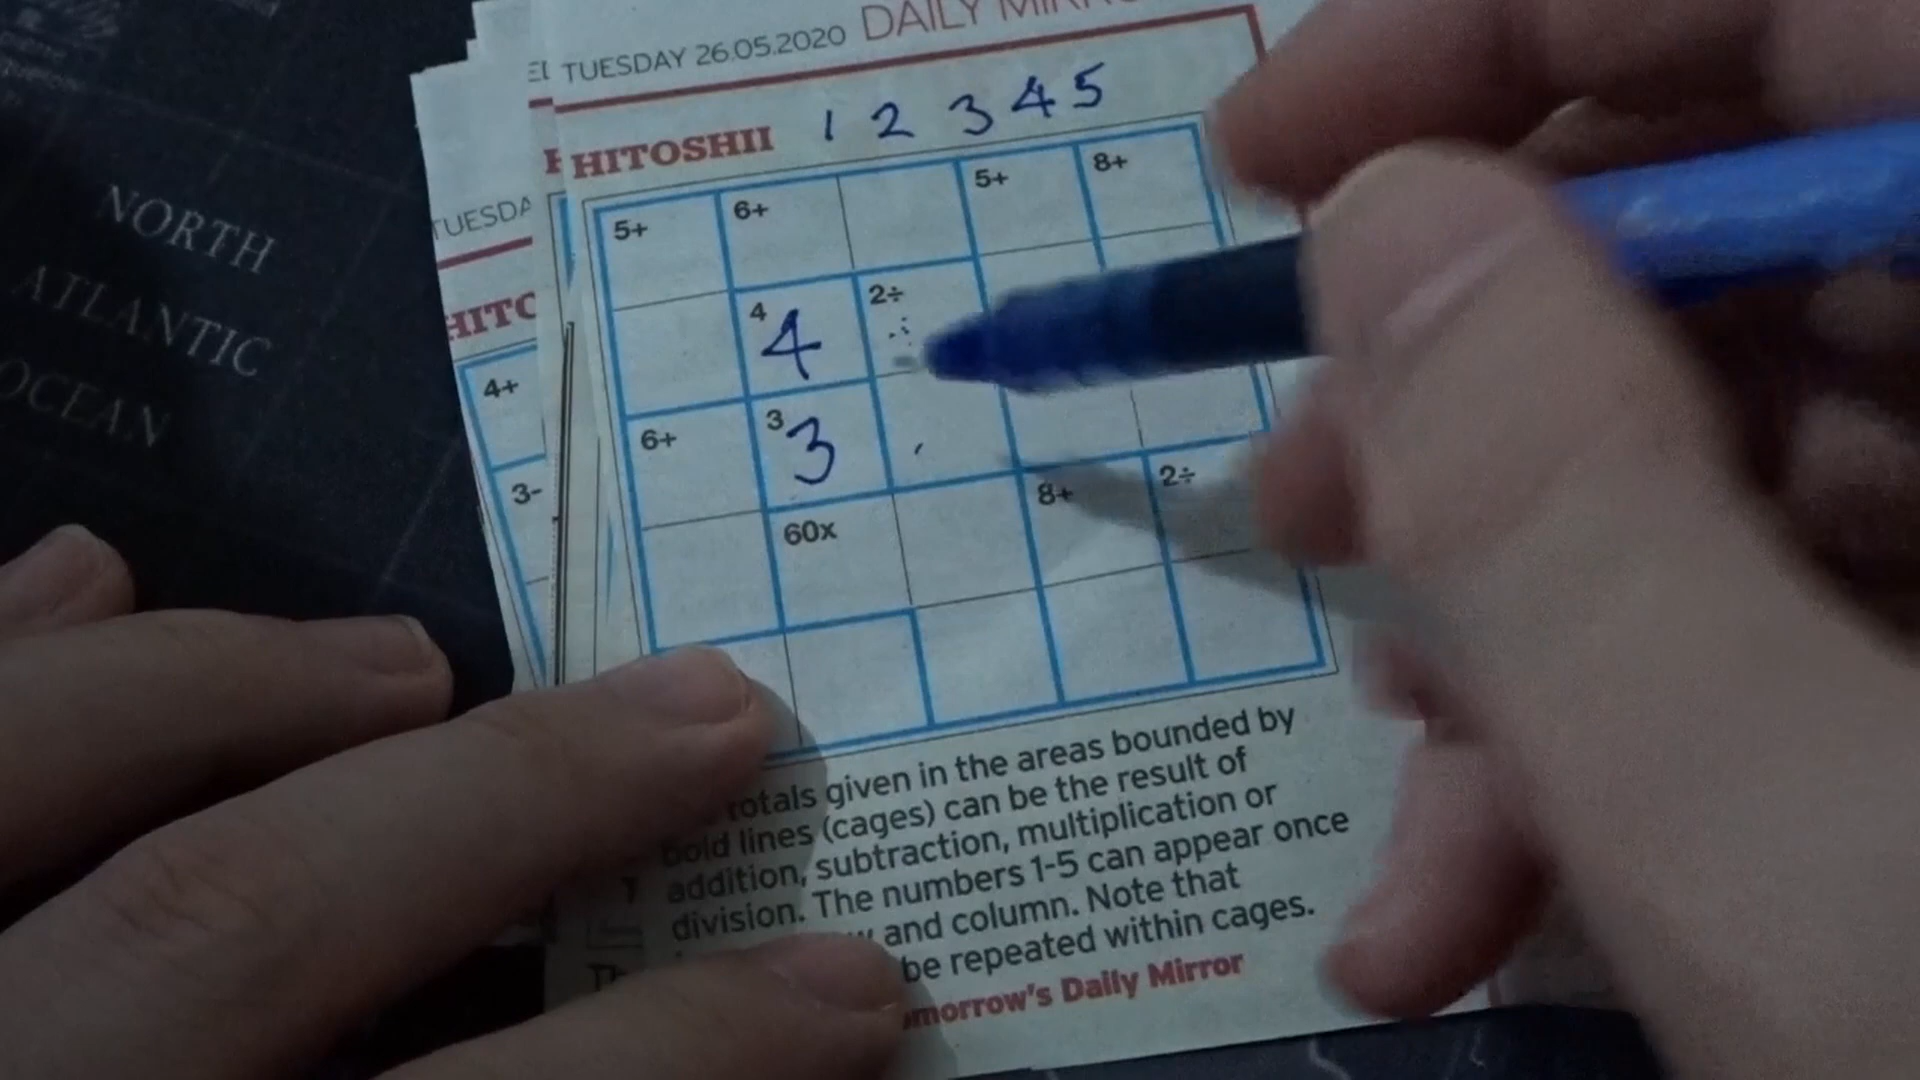 TUESDAY 26.05.2020 DAILY
HITOSHII 1 2 3 4 5
5+ 6+ 5+ 8+
4 4 2÷
6+ 3 3
60x 8+ 2÷
totals given in the areas bounded by
bold lines (cages) can be the result of
addition, subtraction, multiplication or
division. The numbers 1-5 can appear once
and column. Note that
be repeated within cages.
Daily Mirror
NORTH
ATLANTIC
OCEAN
4+
3-